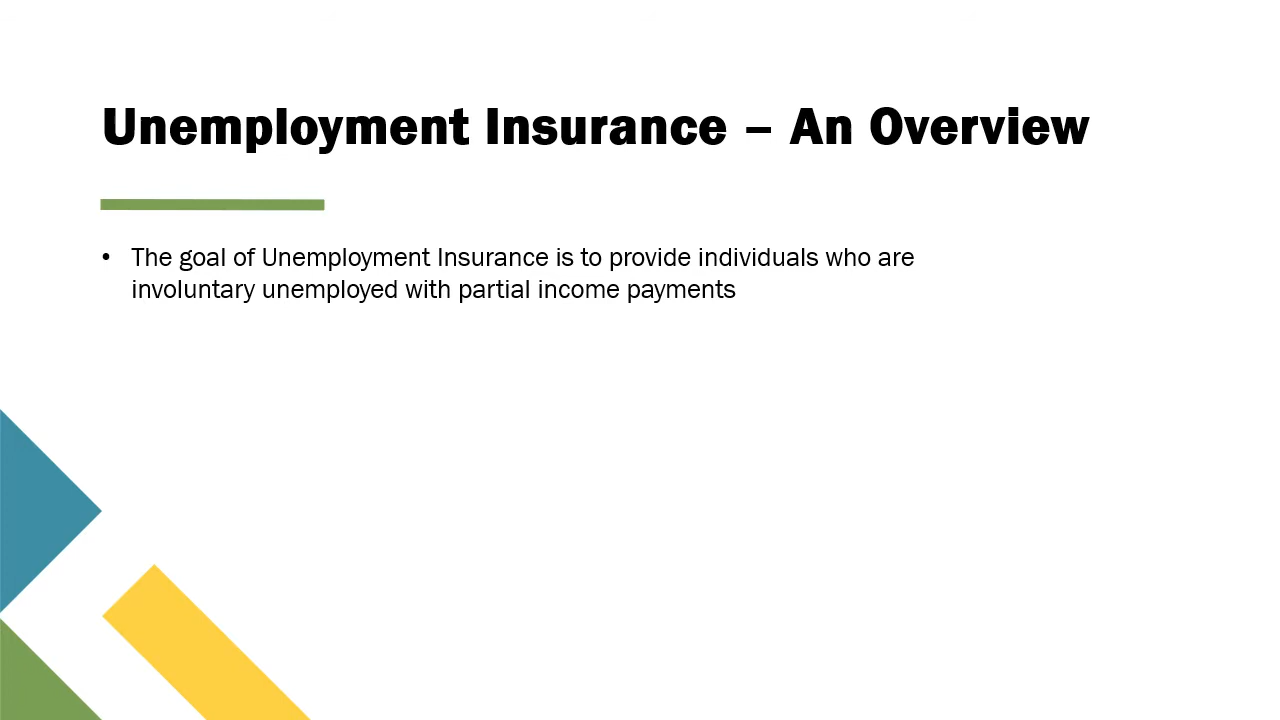 Unemployment Insurance – An Overview
• The goal of Unemployment Insurance is to provide individuals who are
involuntary unemployed with partial income payments